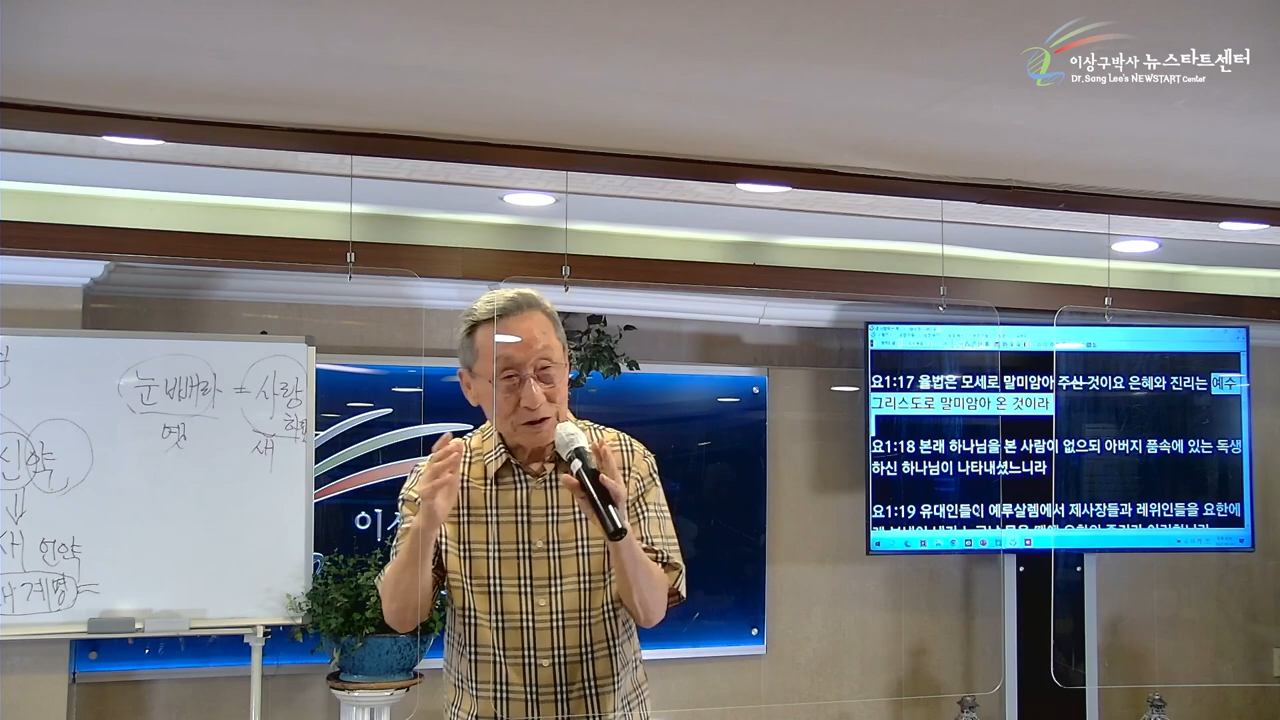 이상구박사 뉴스타트센터
Dr. Sang Lee's NEWSTART Center
눈 빼라 = 사랑
옛
새
신약
새 언약
새 계명
이상
요1:17 율법은 모세로 말미암아 주신 것이요 은혜와 진리는 예수
그리스도로 말미암아 온 것이라
요1:18 본래 하나님을 본 사람이 없으되 아버지 품속에 있는 독생
하신 하나님이 나타내셨느니라
요1:19 유대인들이 예루살렘에서 제사장들과 레위인들을 요한에